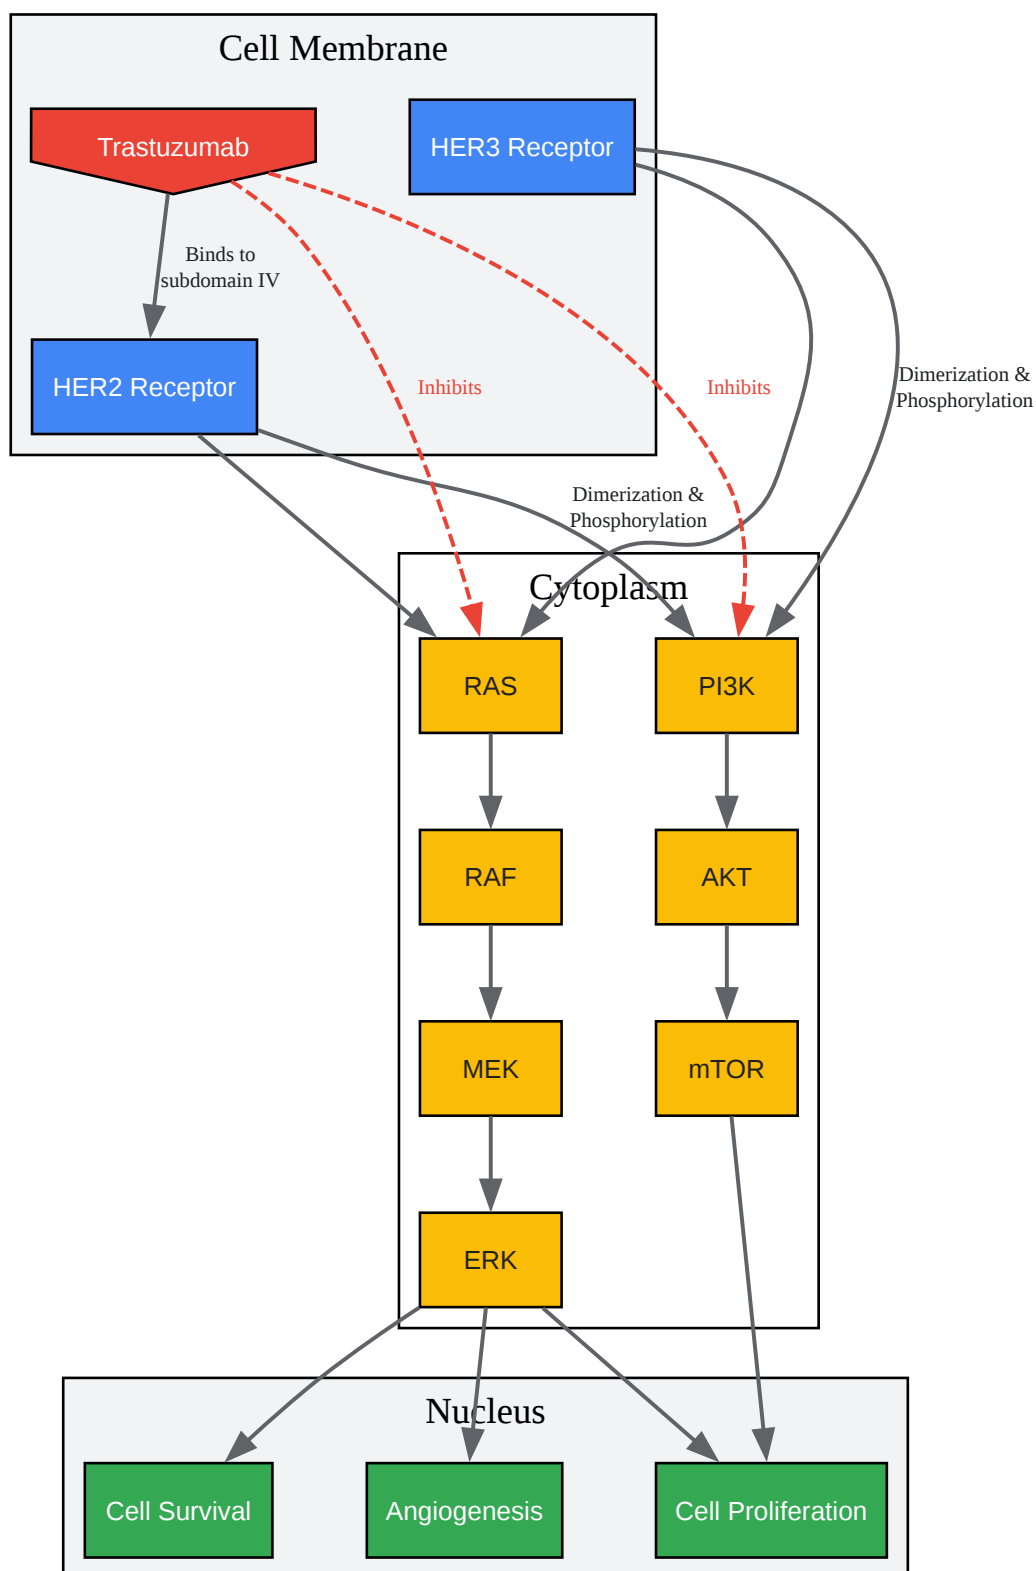 Cell Membrane
Trastuzumab
HER3 Receptor
Binds to
subdomain IV
HER2 Receptor
Inhibits
Inhibits
Dimerization &
Phosphorylation
Dimerization &
Phosphorylation
Cytoplasm
RAS
PI3K
RAF
AKT
MEK
mTOR
ERK
Nucleus
Cell Survival
Angiogenesis
Cell Proliferation